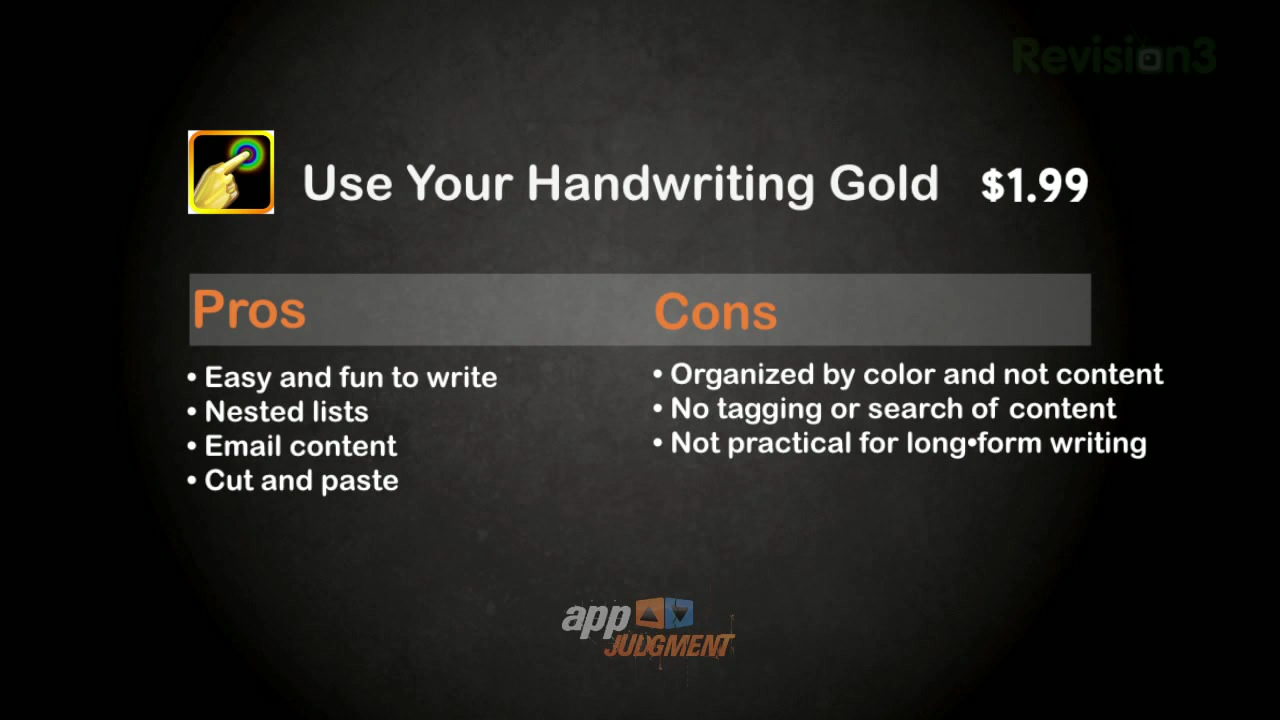 Revision3
Use Your Handwriting Gold $1.99
Pros
Cons
• Easy and fun to write
• Nested lists
• Email content
• Cut and paste
• Organized by color and not content
• No tagging or search of content
• Not practical for long•form writing
app
JUDGMENT